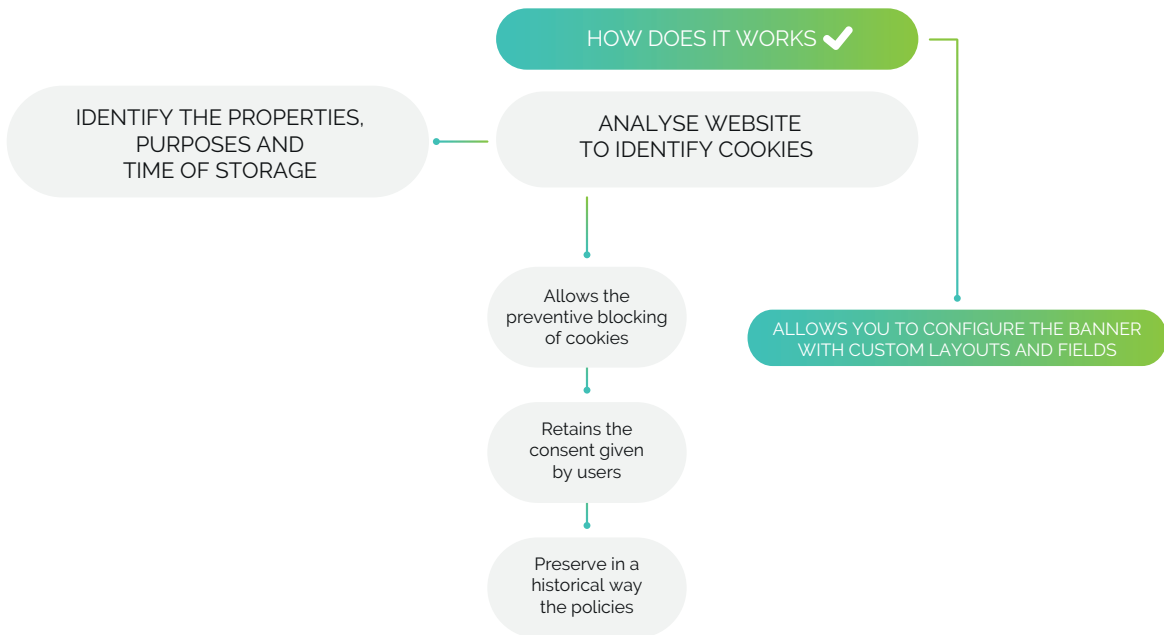 HOW DOES IT WORKS
IDENTIFY THE PROPERTIES,
PURPOSES AND
TIME OF STORAGE
ANALYSE WEBSITE
TO IDENTIFY COOKIES
Allows the
preventive blocking
of cookies
ALLOWS YOU TO CONFIGURE THE BANNER
WITH CUSTOM LAYOUTS AND FIELDS
Retains the
consent given
by users
Preserve in a
historical way
the policies